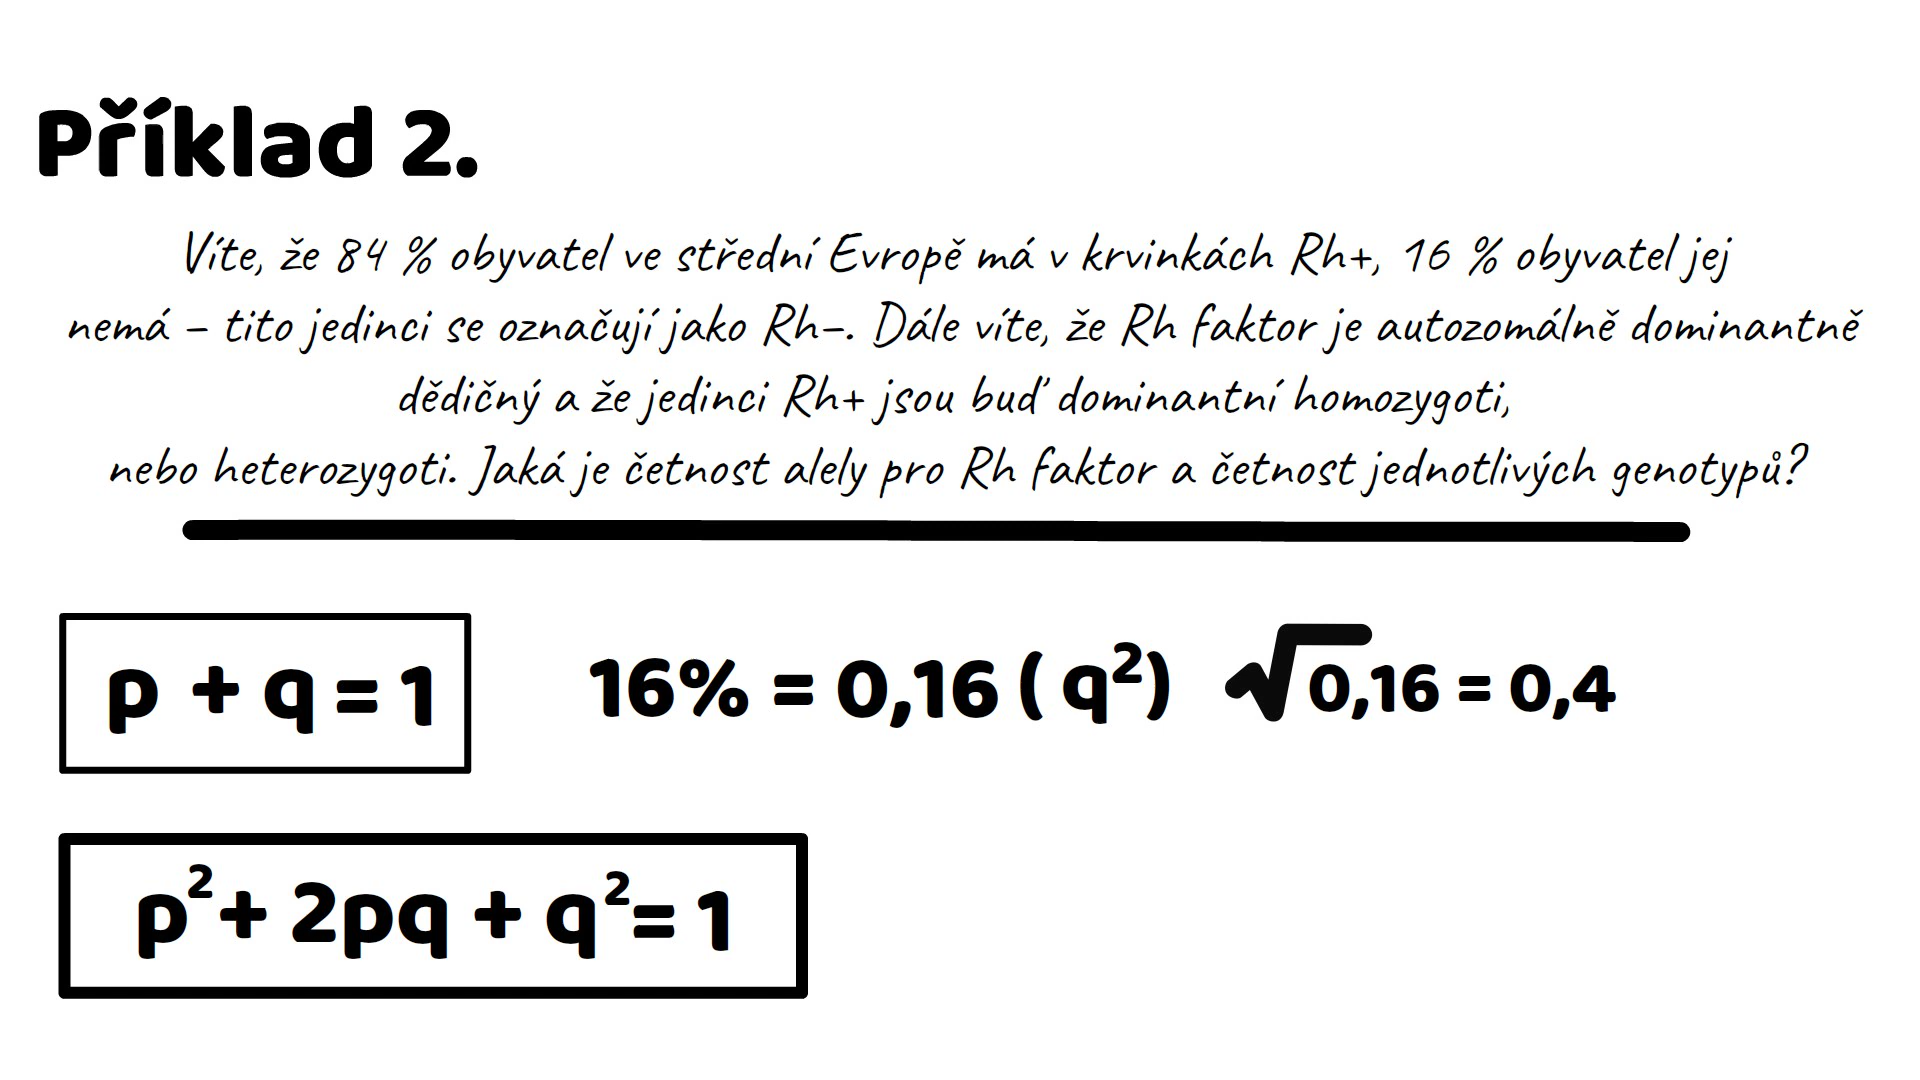 Příklad 2.
Víte, že 84 % obyvatel ve střední Evropě má v krvinkách Rh+, 16 % obyvatel jej
nemá – tito jedinci se označují jako Rh–. Dále víte, že Rh faktor je autozomálně dominantně
dědičný a že jedinci Rh+ jsou buď dominantní homozygoti,
nebo heterozygoti. Jaká je četnost alely pro Rh faktor a četnost jednotlivých genotypů?
p + q = 1
16% = 0,16 ( q²) √0,16 = 0,4
p²+ 2pq + q²= 1